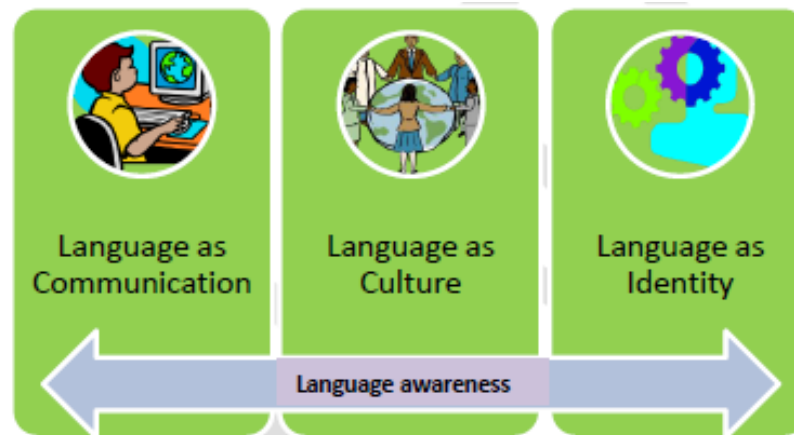 Language as
Communication
Language as
Culture
Language as
Identity
Language awareness